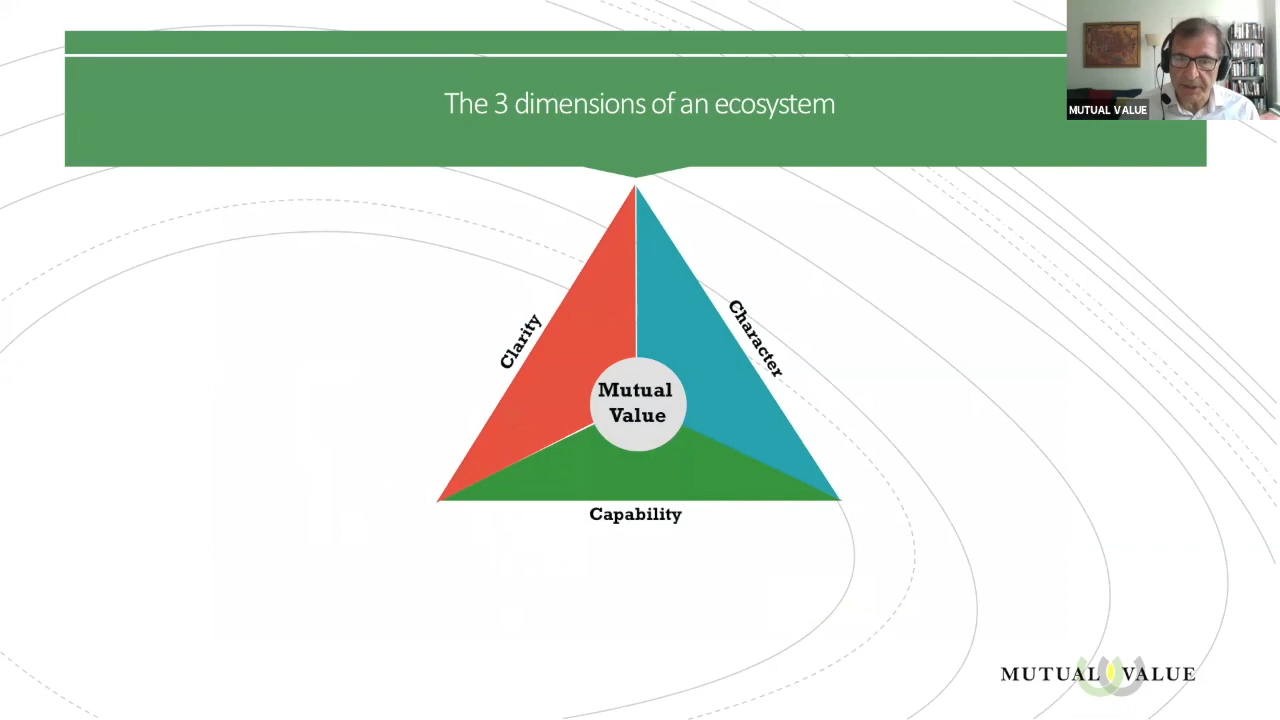 The 3 dimensions of an ecosystem
MUTUAL VALUE
Clarity
Character
Mutual
Value
Capability
MUTUAL VALUE